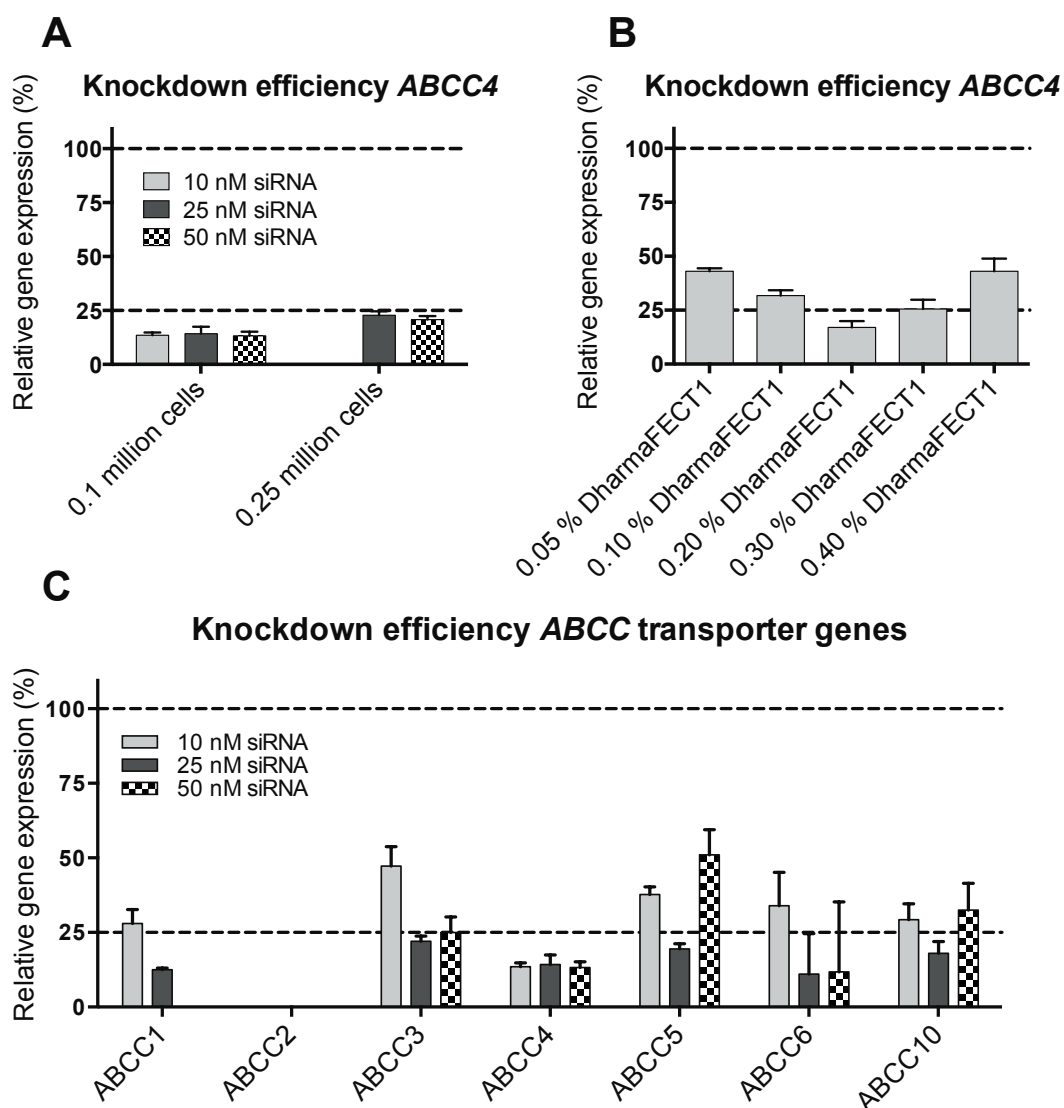 A
Knockdown efficiency ABCC4
Relative gene expression (%)
100
75
50
25
0
10 nM siRNA
25 nM siRNA
50 nM siRNA
0.1 million cells
0.25 million cells
B
Knockdown efficiency ABCC4
Relative gene expression (%)
100
75
50
25
0
0.05 % DharmaFECT1
0.10 % DharmaFECT1
0.20 % DharmaFECT1
0.30 % DharmaFECT1
0.40 % DharmaFECT1
C
Knockdown efficiency ABCC transporter genes
Relative gene expression (%)
100
75
50
25
0
10 nM siRNA
25 nM siRNA
50 nM siRNA
ABCC1
ABCC2
ABCC3
ABCC4
ABCC5
ABCC6
ABCC10